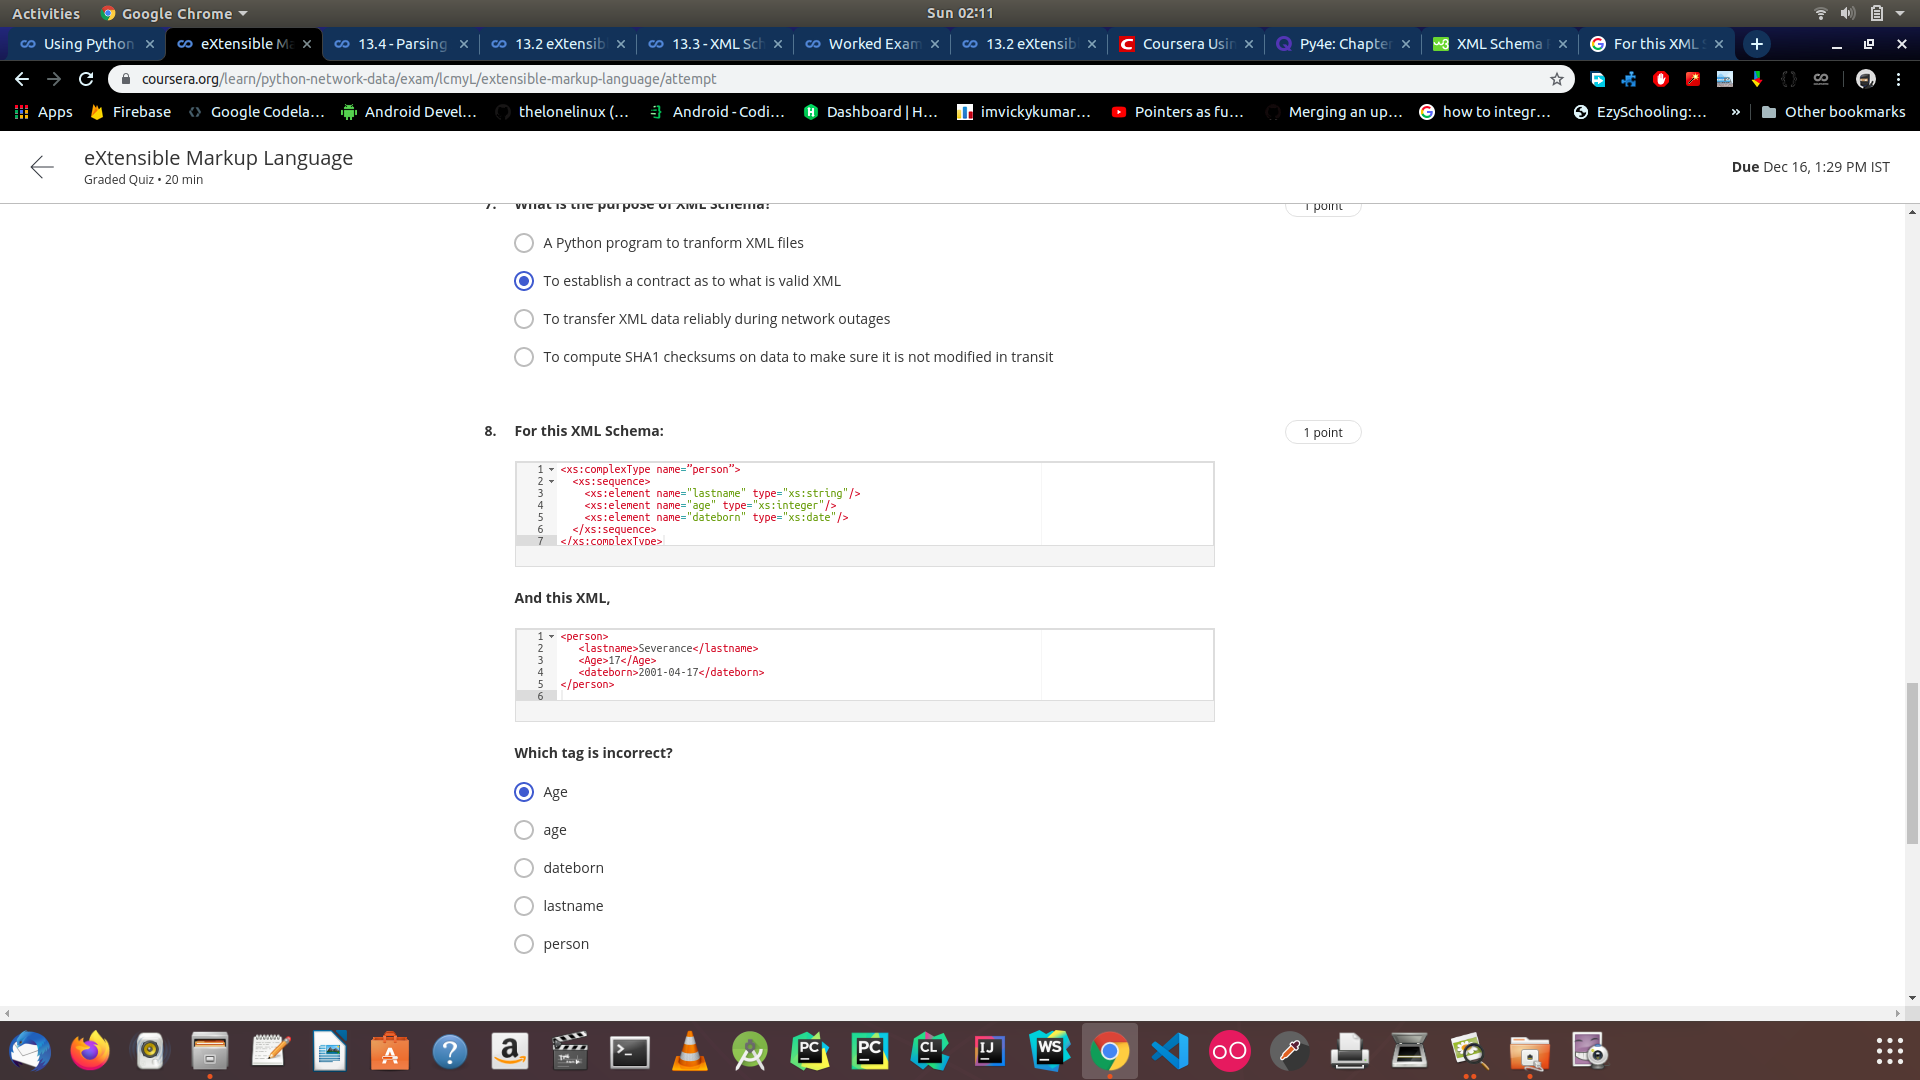 Activities
Google Chrome
Sun 02:11
Using Python
eXtensible Ma
13.4 - Parsing
13.2 eXtensib
13.3 - XML Sch
Worked Exam
13.2 eXtensib
Coursera Usin
Py4e: Chapter
XML Schema
For this XML S
coursera.org/learn/python-network-data/exam/lcmyL/extensible-markup-language/attempt
Apps
Firebase
Google Codela...
Android Devel...
thelonelinux (...
Android - Codi...
Dashboard | H...
imvickykumar...
Pointers as fu...
Merging an up...
how to integr...
EzySchooling:...
»
Other bookmarks
eXtensible Markup Language
Graded Quiz • 20 min
Due Dec 16, 1:29 PM IST
7. What is the purpose of XML Schema?
1 point
A Python program to tranform XML files
To establish a contract as to what is valid XML
To transfer XML data reliably during network outages
To compute SHA1 checksums on data to make sure it is not modified in transit
8. For this XML Schema:
1 point
1 <xs:complexType name=”person”>
2 <xs:sequence>
3 <xs:element name="lastname" type="xs:string"/>
4 <xs:element name="age" type="xs:integer"/>
5 <xs:element name="dateborn" type="xs:date"/>
6 </xs:sequence>
7 </xs:complexType>
And this XML,
1 <person>
2 <lastname>Severance</lastname>
3 <Age>17</Age>
4 <dateborn>2001-04-17</dateborn>
5 </person>
6
Which tag is incorrect?
Age
age
dateborn
lastname
person